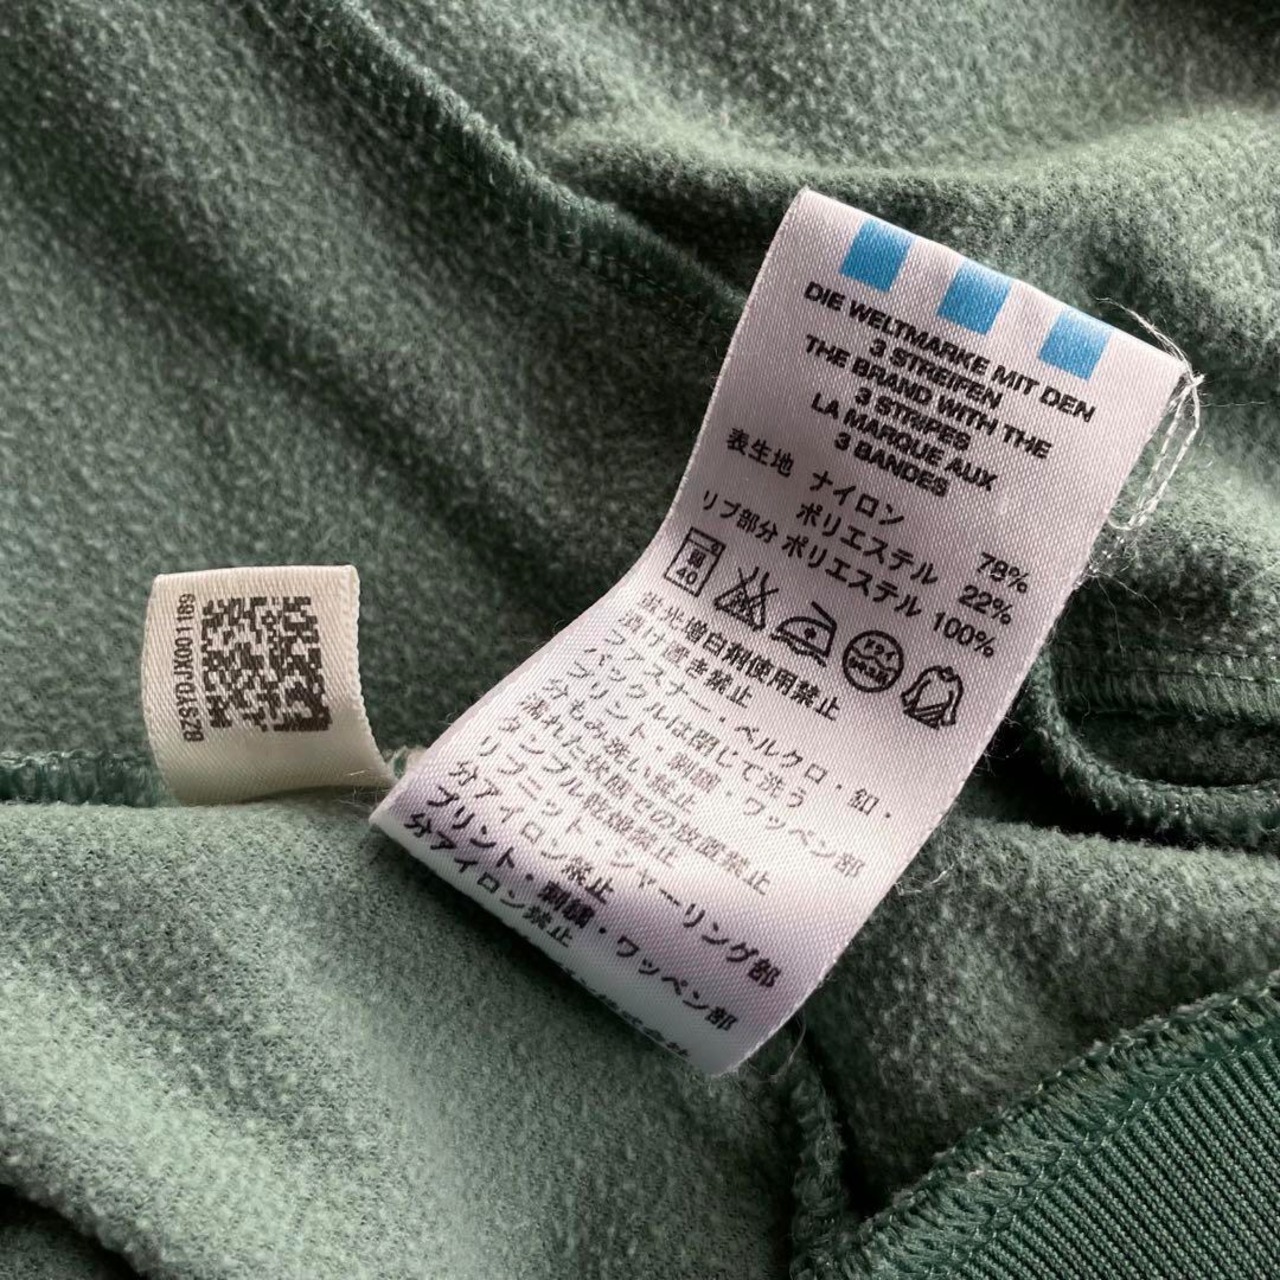 DIE WELTMARKE MIT DEN
3 STREIFEN
THE BRAND WITH THE
3 STRIPES
LA MARQUE AUX
3 BANDES
表生地 ナイロン 78%
ポリエステル 22%
リブ部分 ポリエステル 100%
40
蛍光増白剤使用禁止
漬け置き禁止
ファスナー・ベルクロ・釦・
バックルは閉じて洗う
プリント・刺繍・ワッペン部
分もみ洗い禁止
濡れた状態での放置禁止
タンブル乾燥禁止
リブニット・シャーリング部
分アイロン禁止
プリント・刺繍・ワッペン部
分アイロン禁止
BZSYDJX001189